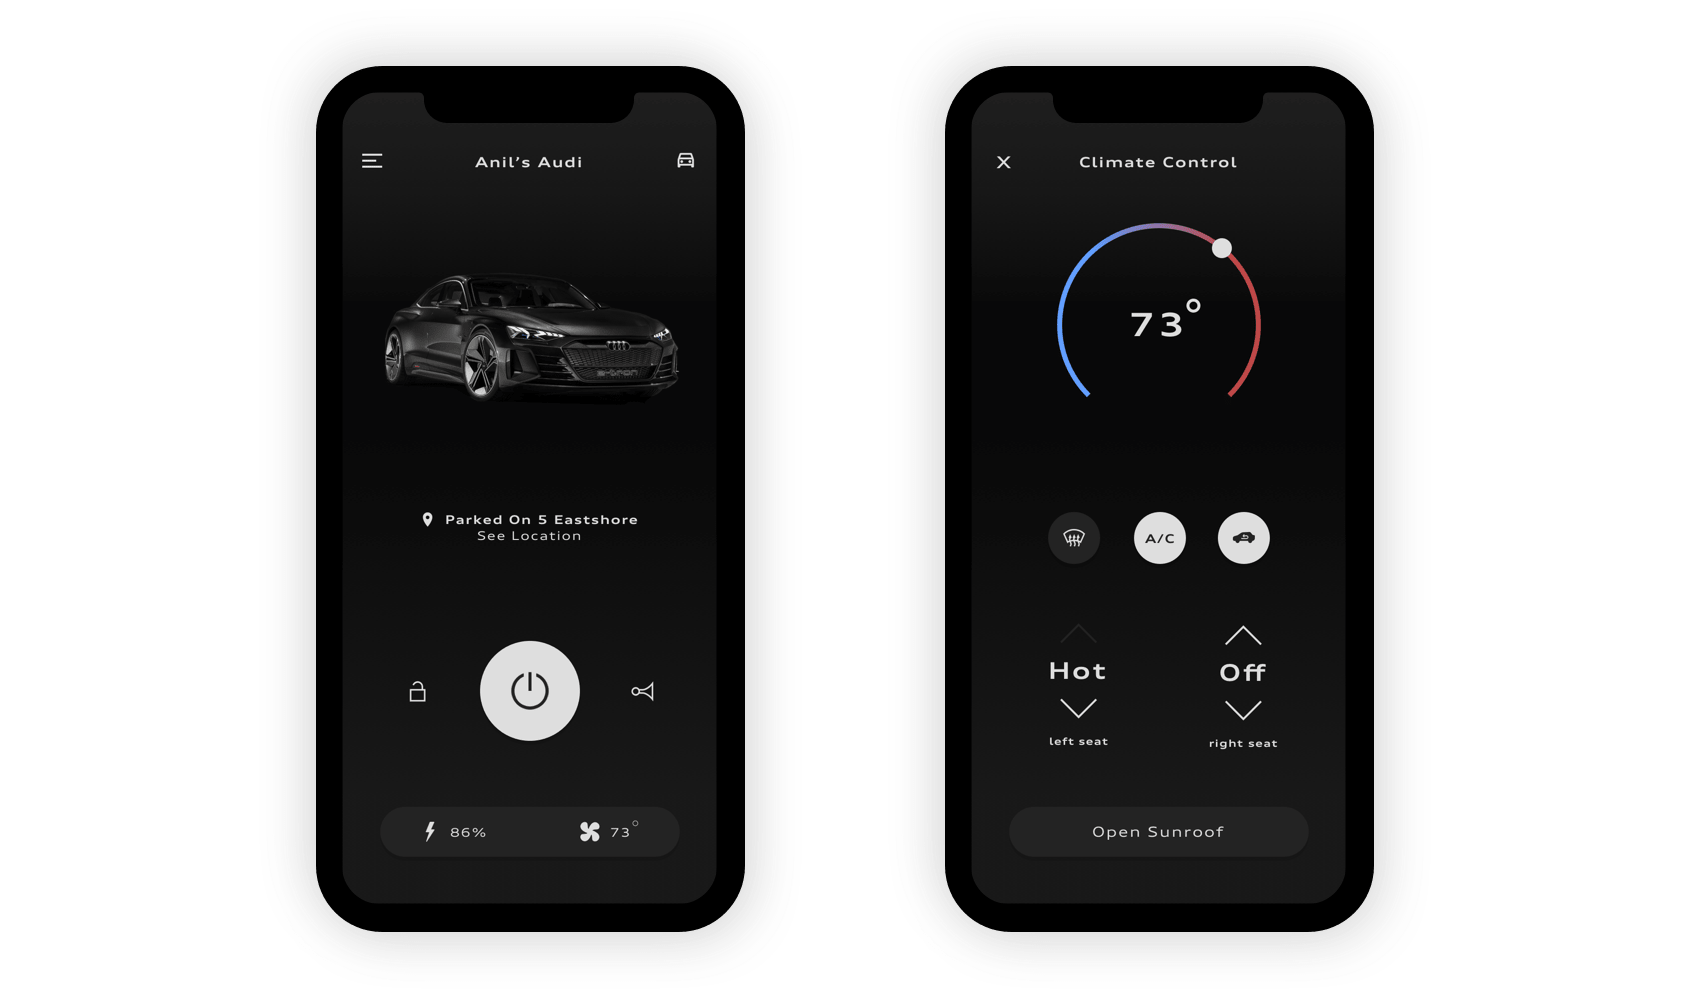 Anil's Audi
e-tron
Parked On 5 Eastshore
See Location
86%
73°
Climate Control
73°
A/C
Hot
Off
left seat
right seat
Open Sunroof